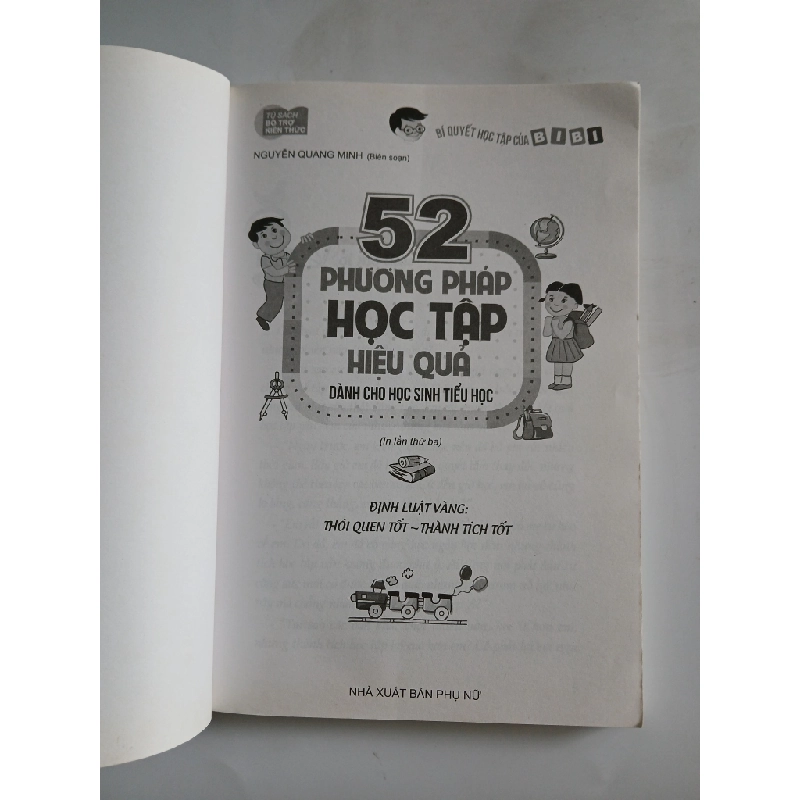 TỦ SÁCH
BỔ TRỢ
KIẾN THỨC
BÍ QUYẾT HỌC TẬP CỦA BIBI
NGUYỄN QUANG MINH (Biên soạn)
52
PHƯƠNG PHÁP
HỌC TẬP
HIỆU QUẢ
DÀNH CHO HỌC SINH TIỂU HỌC
(In lần thứ ba)
ĐỊNH LUẬT VÀNG:
THÓI QUEN TỐT ~ THÀNH TÍCH TỐT
NHÀ XUẤT BẢN PHỤ NỮ